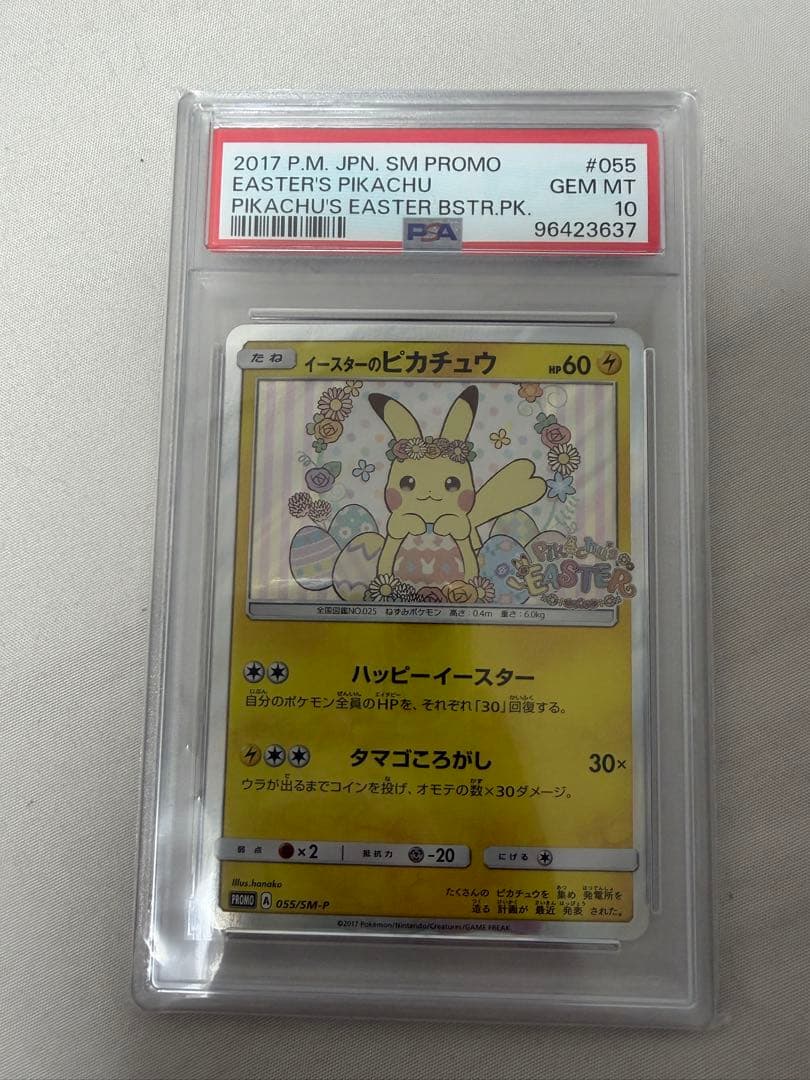 2017 P.M. JPN. SM PROMO #055
EASTER'S PIKACHU GEM MT
PIKACHU'S EASTER BSTR.PK. 10
PSA 96423637
たね イースターのピカチュウ HP60
Pikachu's
EASTER
全国図鑑NO.025 ねずみポケモン 高さ:0.4m 重さ:6.0kg
ハッピーイースター
自分のポケモン全員のHPを、それぞれ「30」回復する。
タマゴころがし 30×
ウラが出るまでコインを投げ、オモテの数×30ダメージ。
弱点 ×2 抵抗力 -20 にげる
Illus.hanako
たくさんの ピカチュウを 集め 発電所を
造る 計画が 最近 発表 された。
PROMO A 055/SM-P
©2017 Pokémon/Nintendo/Creatures/GAME FREAK.